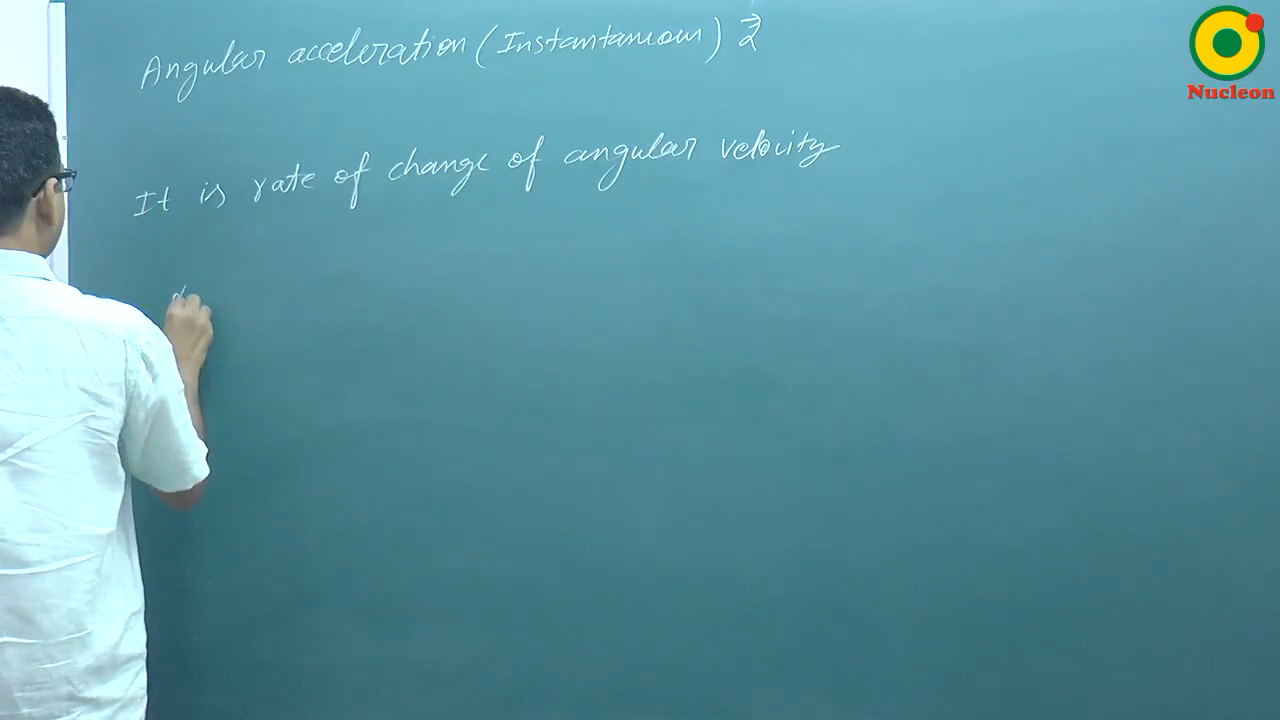 Angular acceleration (Instantaneous) α⃗
It is rate of change of angular velocity
α
Nucleon